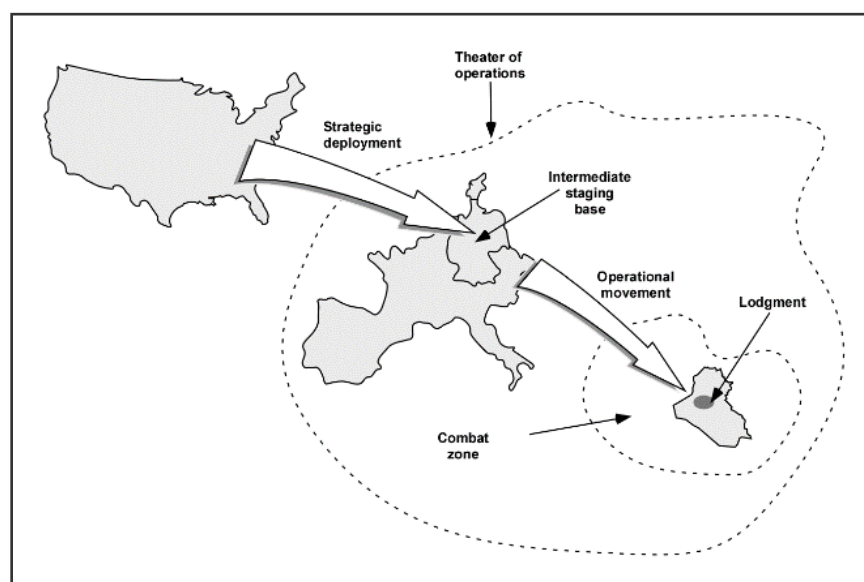 Theater of
operations
Strategic
deployment
Intermediate
staging
base
Operational
movement
Lodgment
Combat
zone